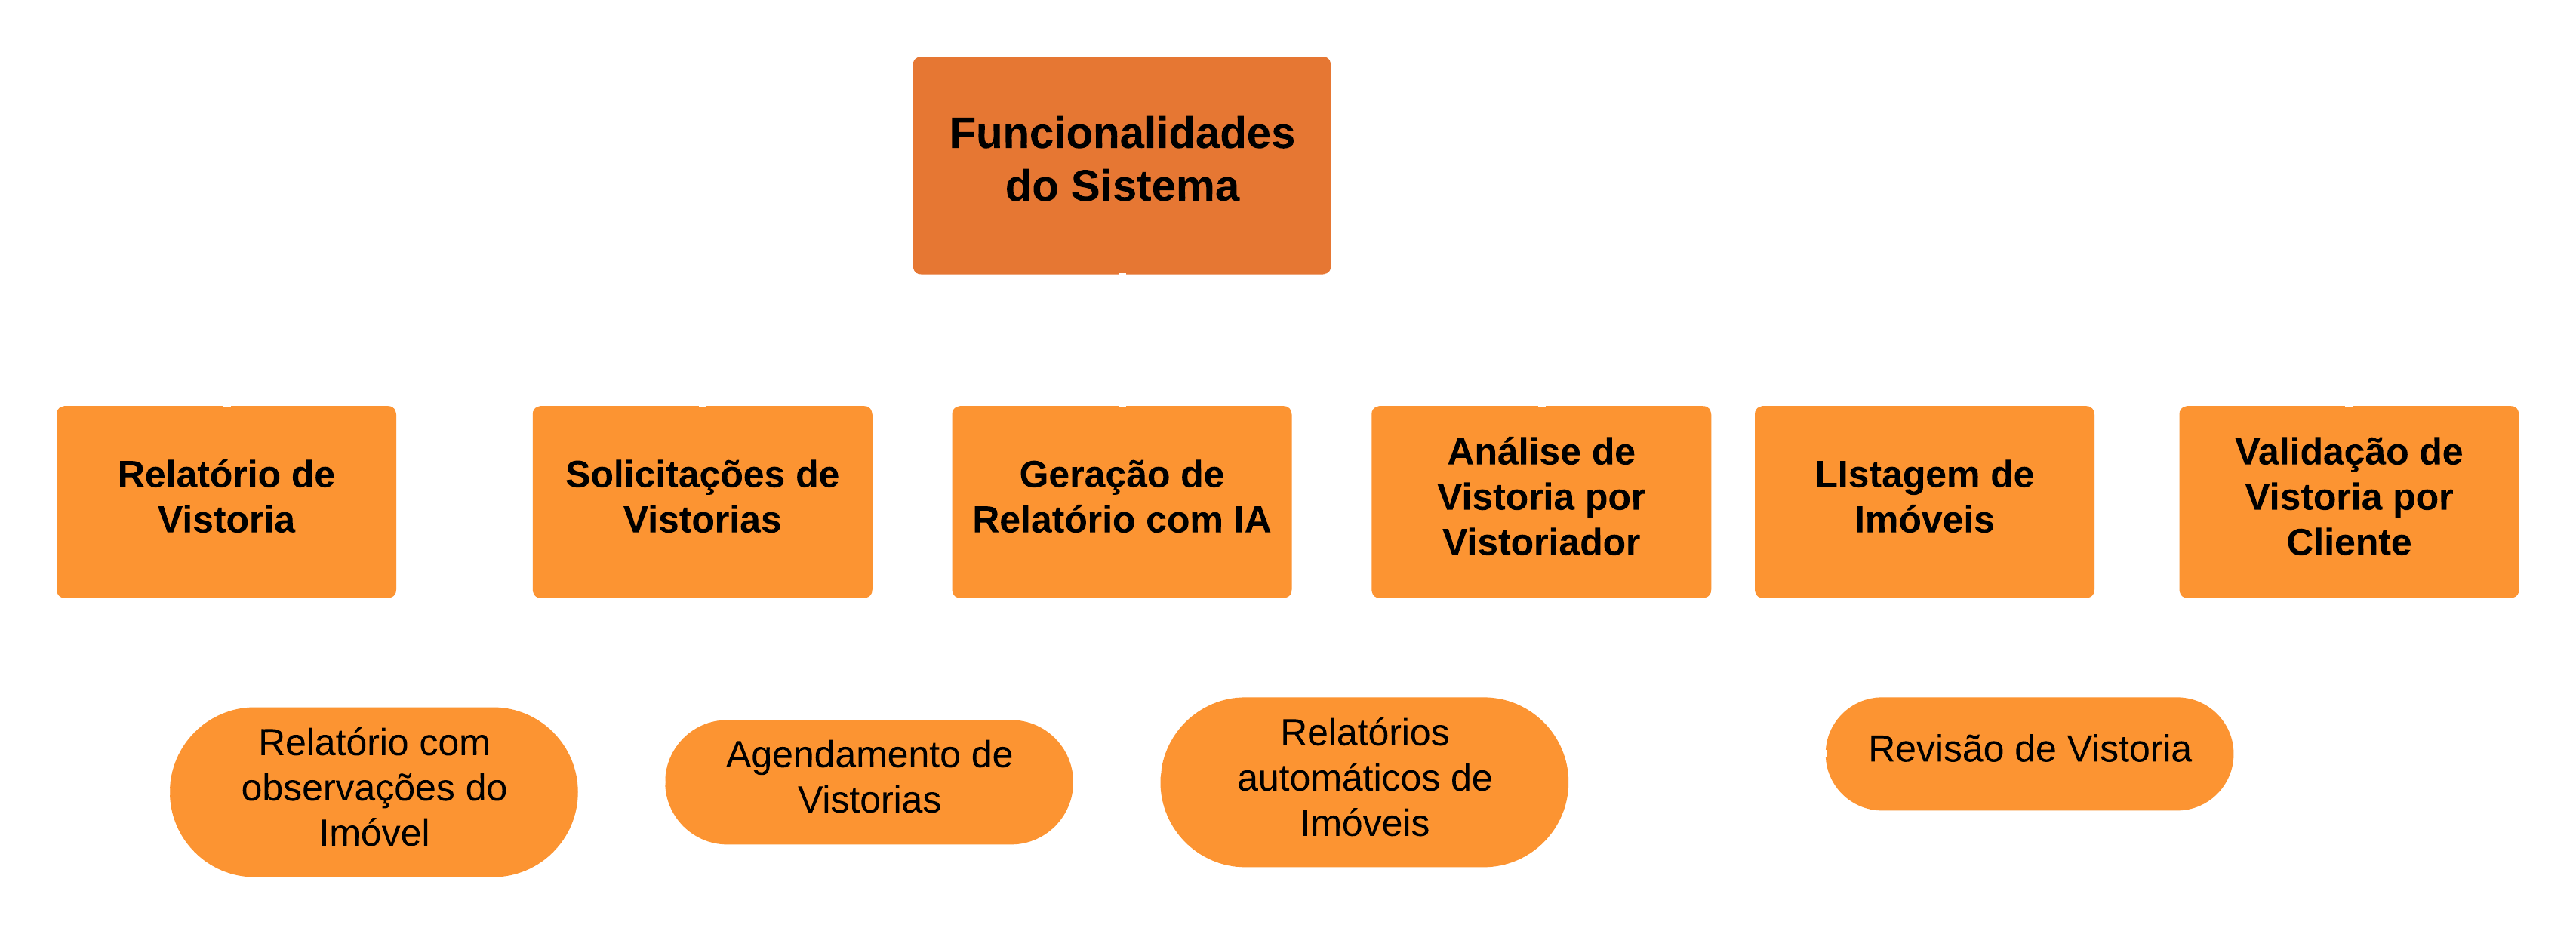 Funcionalidades
do Sistema
Relatório de
Vistoria
Solicitações de
Vistorias
Geração de
Relatório com IA
Análise de
Vistoria por
Vistoriador
LIstagem de
Imóveis
Validação de
Vistoria por
Cliente
Relatório com
observações do
Imóvel
Agendamento de
Vistorias
Relatórios
automáticos de
Imóveis
Revisão de Vistoria